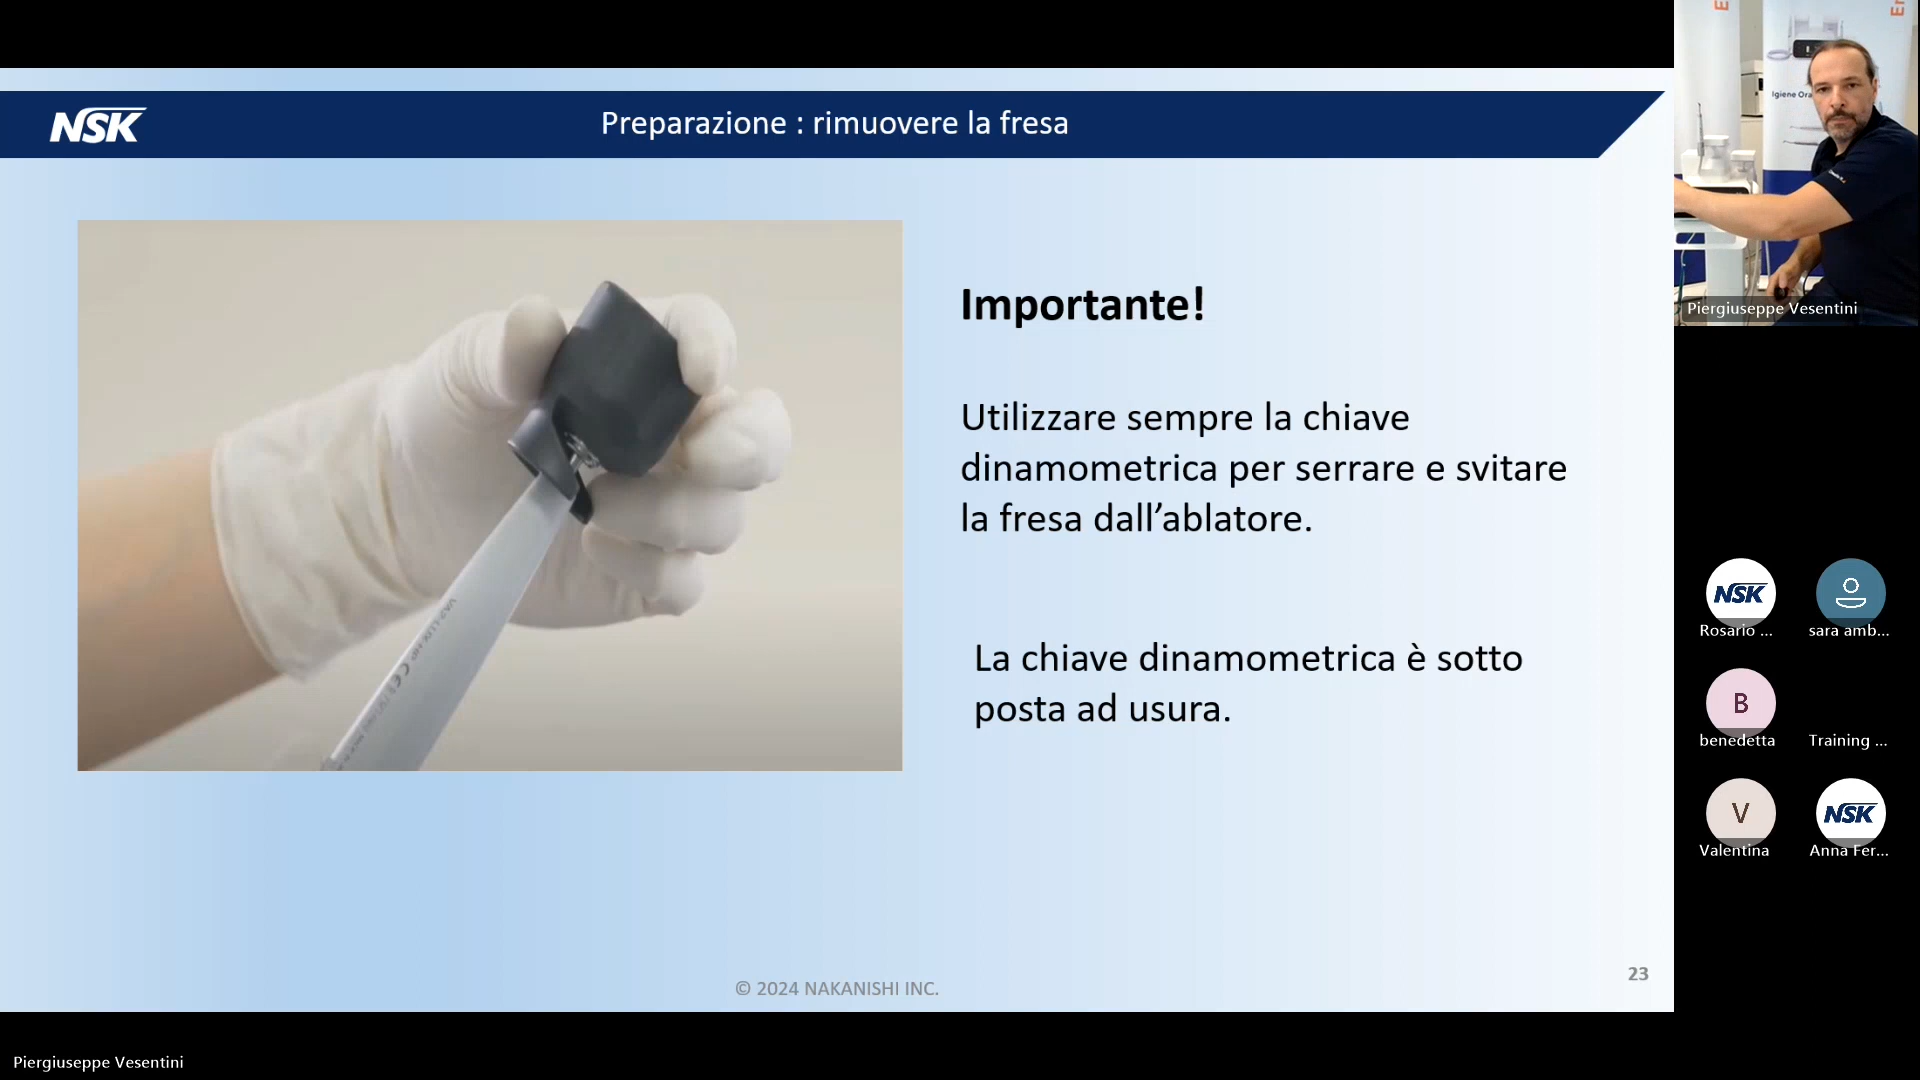 NSK
Preparazione : rimuovere la fresa
Importante!
Utilizzare sempre la chiave
dinamometrica per serrare e svitare
la fresa dall’ablatore.
La chiave dinamometrica è sotto
posta ad usura.
© 2024 NAKANISHI INC.
23
Igiene Ora
Piergiuseppe Vesentini
NSK
Rosario ...
sara amb...
B
benedetta
Training ...
V
Valentina
NSK
Anna Fer...
Piergiuseppe Vesentini